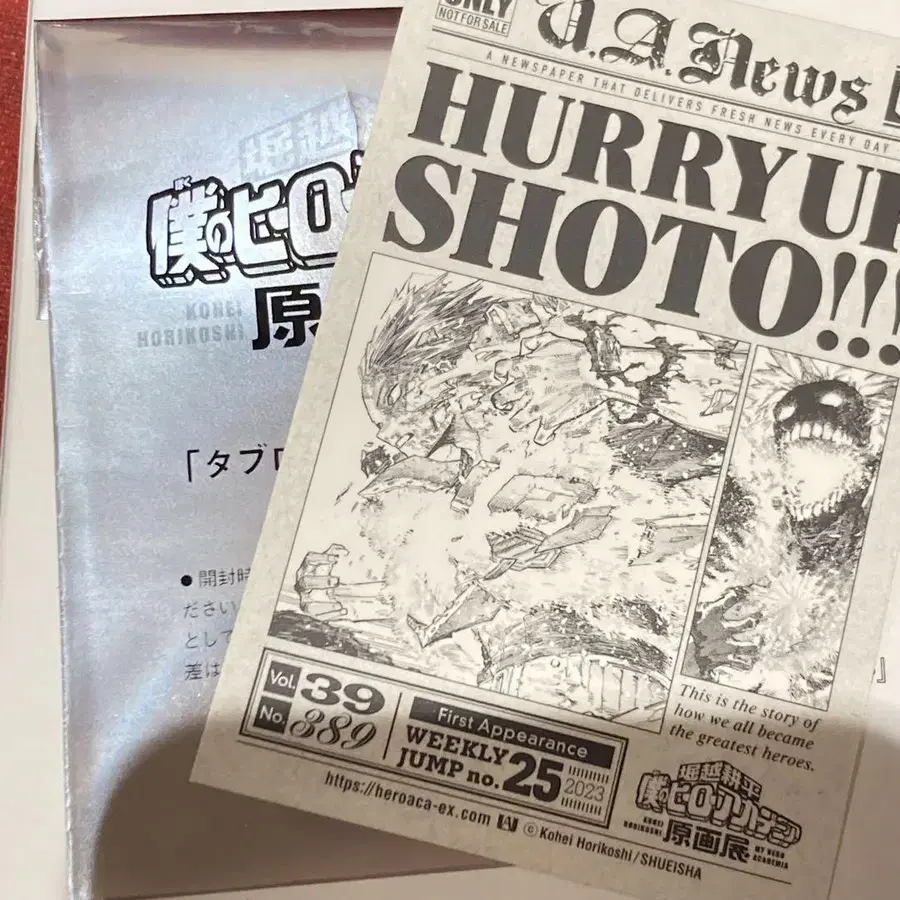 堀越
僕のヒロ
KOHEI
HORIKOSHI
原
「タブロ
●開封時
ださい
として
差は
ONLY
NOT FOR SALE
U.A.News
A NEWSPAPER THAT DELIVERS FRESH NEWS EVERY DAY
HURRY UP
SHOTO!!!
This is the story of
how we all became
the greatest heroes.
Vol. 39
No. 389
First Appearance
WEEKLY
JUMP no. 25
2023
堀越耕平
僕のヒーローアカデミア
KOHEI
HORIKOSHI
原画展
MY HERO
ACADEMIA
https://heroaca-ex.com UA © Kohei Horikoshi/SHUEISHA
』